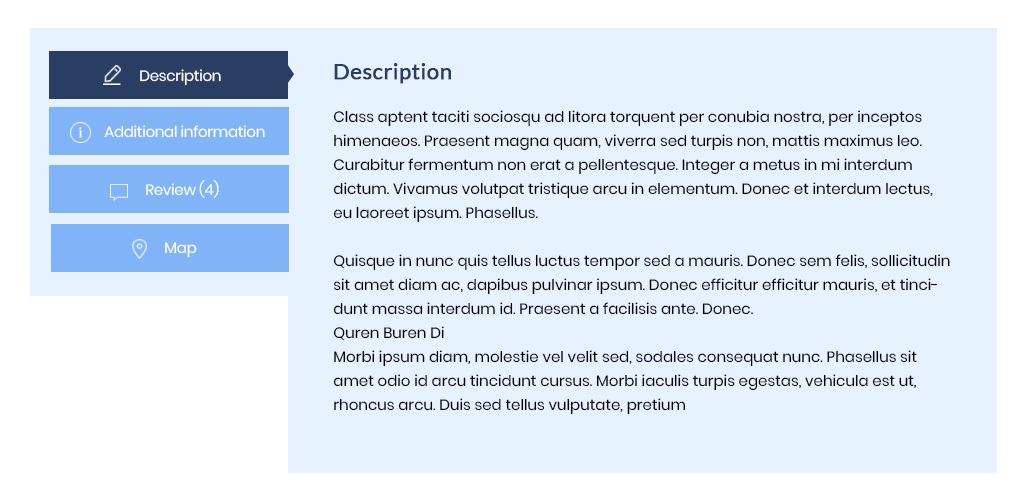 Description
Additional information
Review (4)
Map
Description
Class aptent taciti sociosqu ad litora torquent per conubia nostra, per inceptos
himenaeos. Praesent magna quam, viverra sed turpis non, mattis maximus leo.
Curabitur fermentum non erat a pellentesque. Integer a metus in mi interdum
dictum. Vivamus volutpat tristique arcu in elementum. Donec et interdum lectus,
eu laoreet ipsum. Phasellus.
Quisque in nunc quis tellus luctus tempor sed a mauris. Donec sem felis, sollicitudin
sit amet diam ac, dapibus pulvinar ipsum. Donec efficitur efficitur mauris, et tinci-
dunt massa interdum id. Praesent a facilisis ante. Donec.
Quren Buren Di
Morbi ipsum diam, molestie vel velit sed, sodales consequat nunc. Phasellus sit
amet odio id arcu tincidunt cursus. Morbi iaculis turpis egestas, vehicula est ut,
rhoncus arcu. Duis sed tellus vulputate, pretium